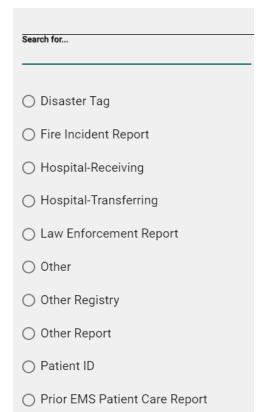 Search for...
Disaster Tag
Fire Incident Report
Hospital-Receiving
Hospital-Transferring
Law Enforcement Report
Other
Other Registry
Other Report
Patient ID
Prior EMS Patient Care Report